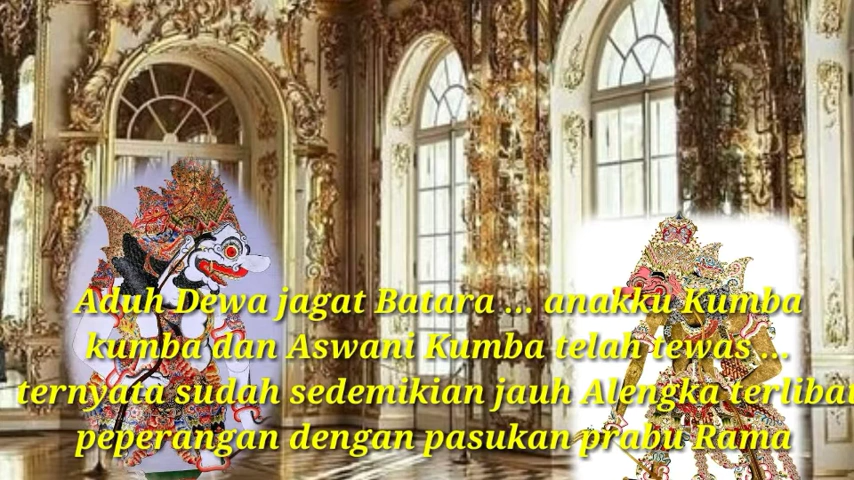 Aduh Dewa jagat Batara ... anakku Kumba
kumba dan Aswani Kumba telah tewas ...
ternyata sudah sedemikian jauh Alengka terlibat
peperangan dengan pasukan prabu Rama